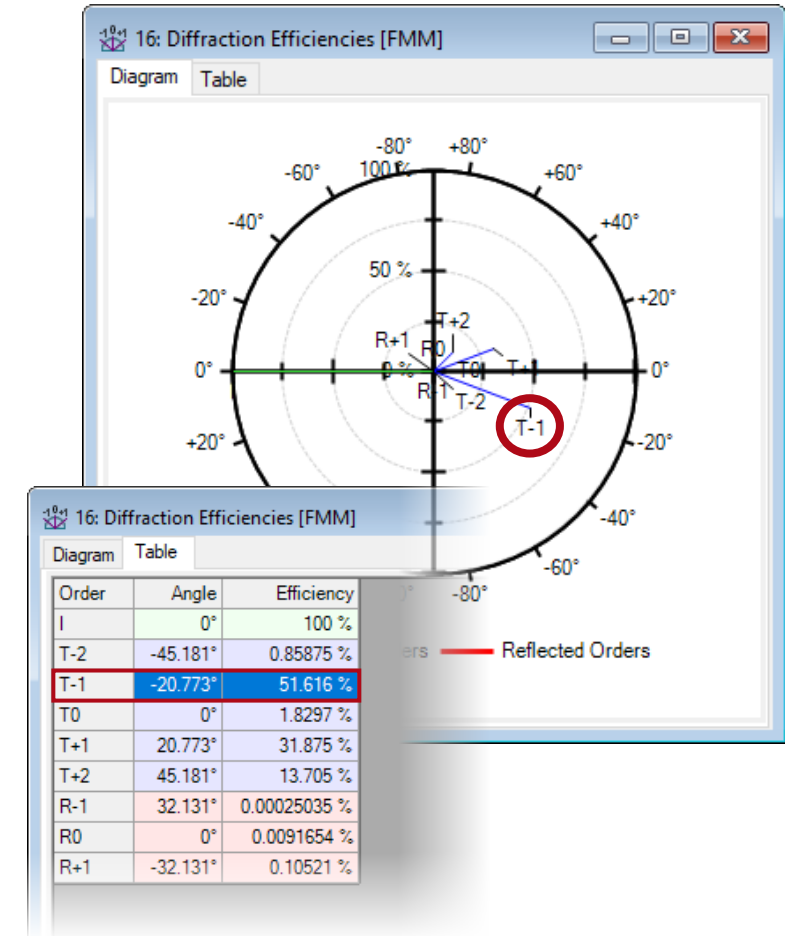 16: Diffraction Efficiencies [FMM]
Diagram Table
-80° +80°
-60° 100 % +60°
-40° +40°
50 %
-20° +20°
T+2
R+1 R0
0° 0 % T0 T+1 0°
R-1 T-2
T-1
+20° -20°
-40°
-60°
-80°
Reflected Orders
16: Diffraction Efficiencies [FMM]
Diagram Table
Order Angle Efficiency
I 0° 100 %
T-2 -45.181° 0.85875 %
T-1 -20.773° 51.616 %
T0 0° 1.8297 %
T+1 20.773° 31.875 %
T+2 45.181° 13.705 %
R-1 32.131° 0.00025035 %
R0 0° 0.0091654 %
R+1 -32.131° 0.10521 %